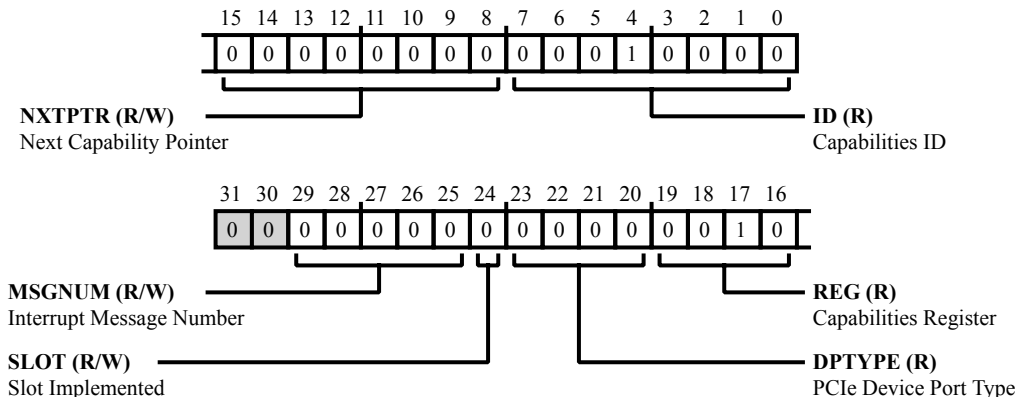 15 14 13 12 11 10 9 8 7 6 5 4 3 2 1 0
0 0 0 0 0 0 0 0 0 0 0 1 0 0 0 0
NXTPTR (R/W)
Next Capability Pointer
ID (R)
Capabilities ID
31 30 29 28 27 26 25 24 23 22 21 20 19 18 17 16
0 0 0 0 0 0 0 0 0 0 0 0 0 0 1 0
MSGNUM (R/W)
Interrupt Message Number
REG (R)
Capabilities Register
SLOT (R/W)
Slot Implemented
DPTYPE (R)
PCIe Device Port Type